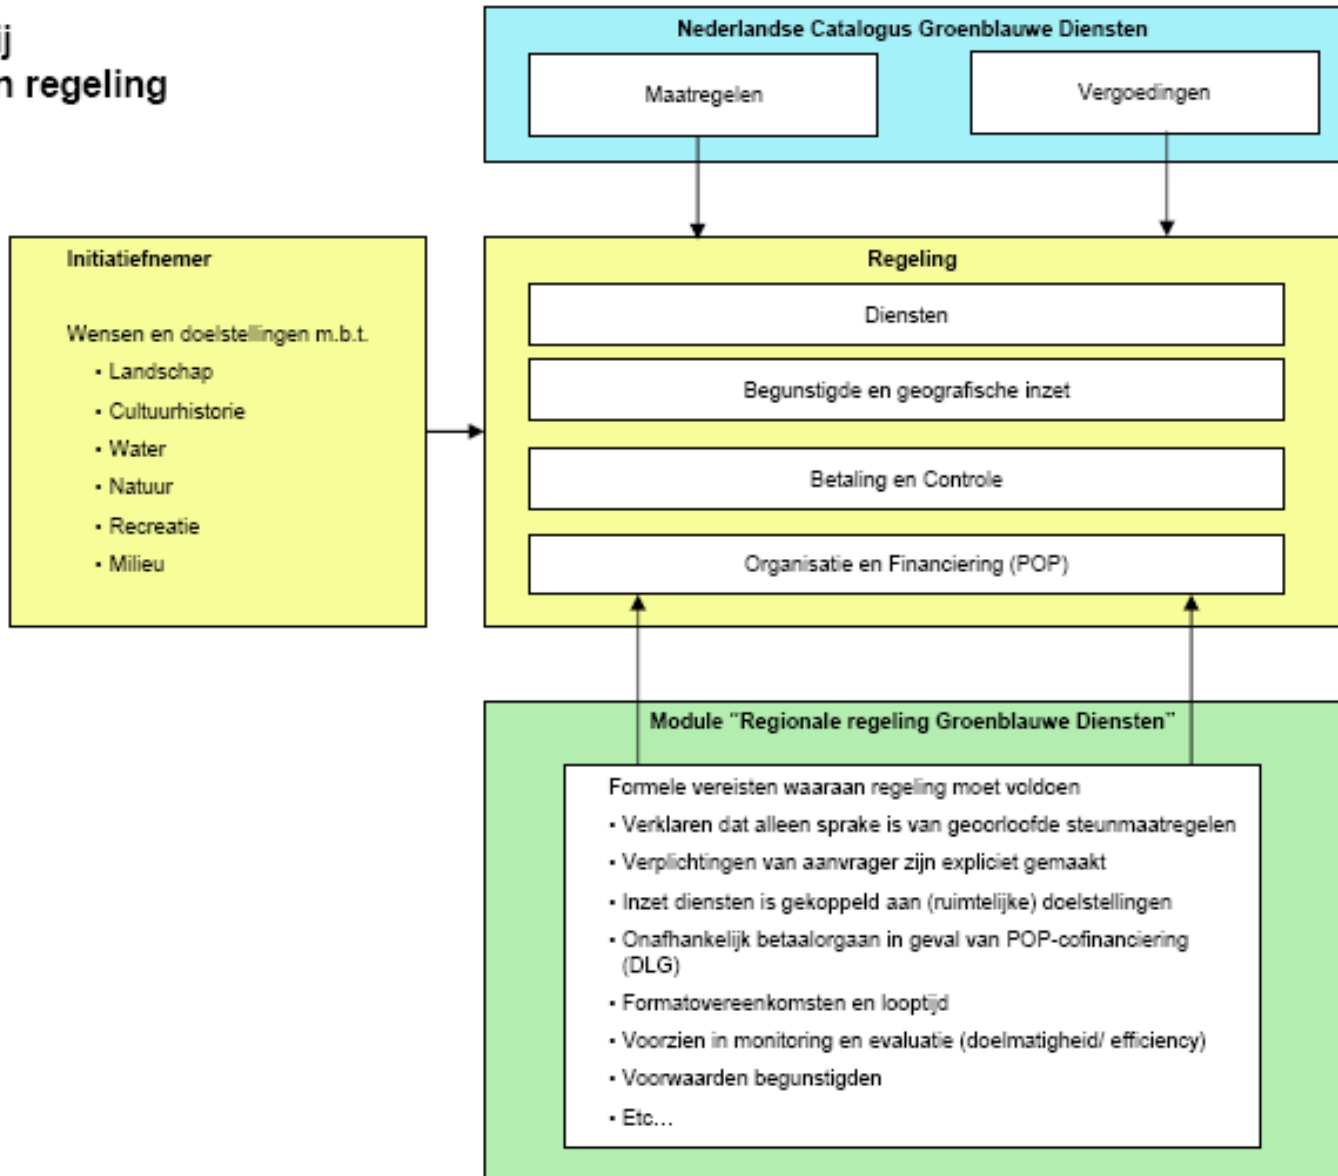 ij
n regeling
Nederlandse Catalogus Groenblauwe Diensten
Maatregelen
Vergoedingen
Initiatiefnemer
Wensen en doelstellingen m.b.t.
• Landschap
• Cultuurhistorie
• Water
• Natuur
• Recreatie
• Milieu
Regeling
Diensten
Begunstigde en geografische inzet
Betaling en Controle
Organisatie en Financiering (POP)
Module "Regionale regeling Groenblauwe Diensten"
Formele vereisten waaraan regeling moet voldoen
• Verklaren dat alleen sprake is van geoorloofde steunmaatregelen
• Verplichtingen van aanvrager zijn expliciet gemaakt
• Inzet diensten is gekoppeld aan (ruimtelijke) doelstellingen
• Onafhankelijk betaalorgaan in geval van POP-cofinanciering
(DLG)
• Formatovereenkomsten en looptijd
• Voorzien in monitoring en evaluatie (doelmatigheid/ efficiency)
• Voorwaarden begunstigden
• Etc...